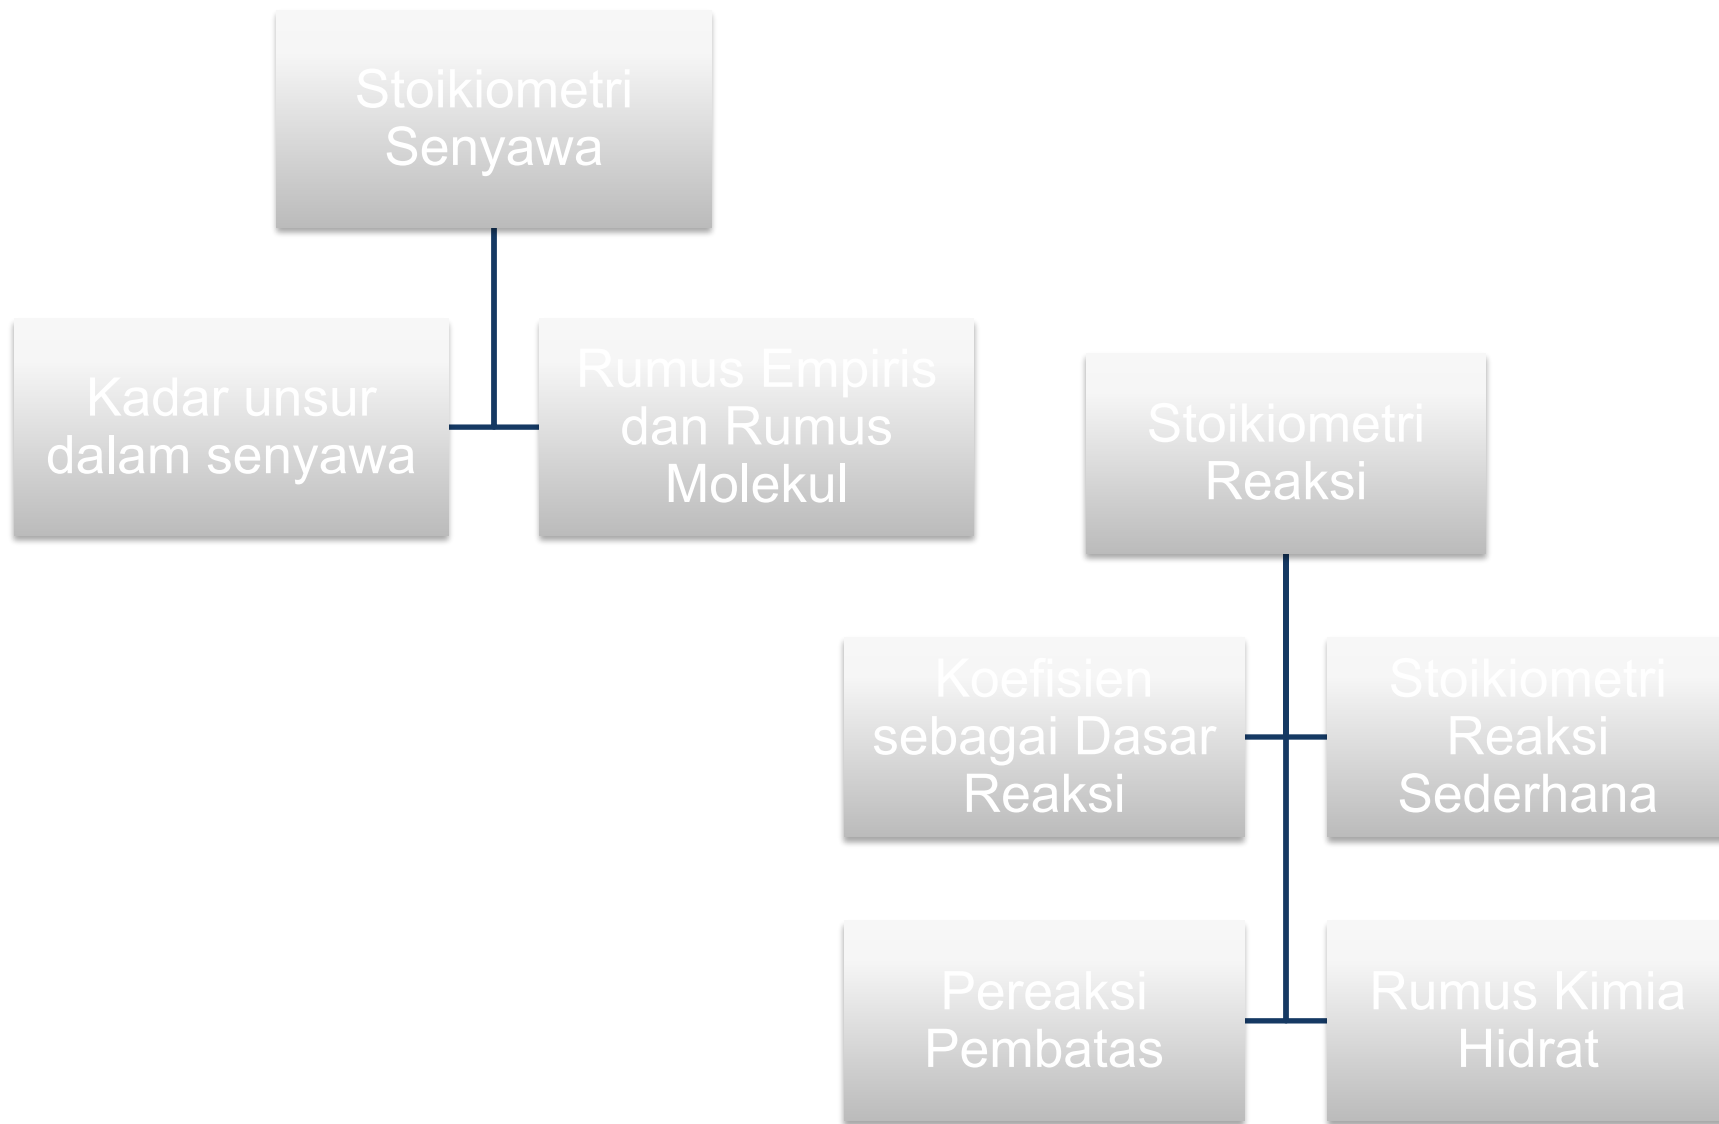 Stoikiometri
Senyawa
Kadar unsur
dalam senyawa
Rumus Empiris
dan Rumus
Molekul
Stoikiometri
Reaksi
Koefisien
sebagai Dasar
Reaksi
Stoikiometri
Reaksi
Sederhana
Pereaksi
Pembatas
Rumus Kimia
Hidrat